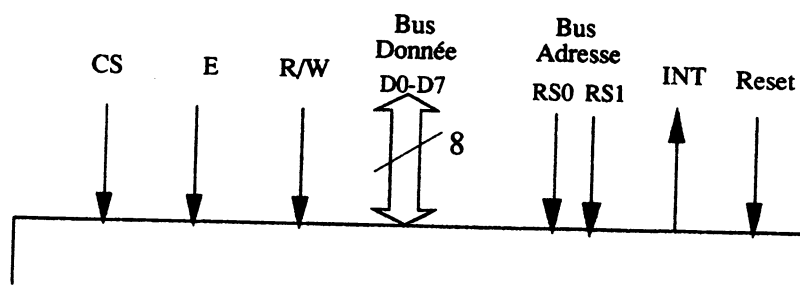 CS
E
R/W
Bus
Donnée
D0-D7
8
Bus
Adresse
RS0 RS1
INT
Reset